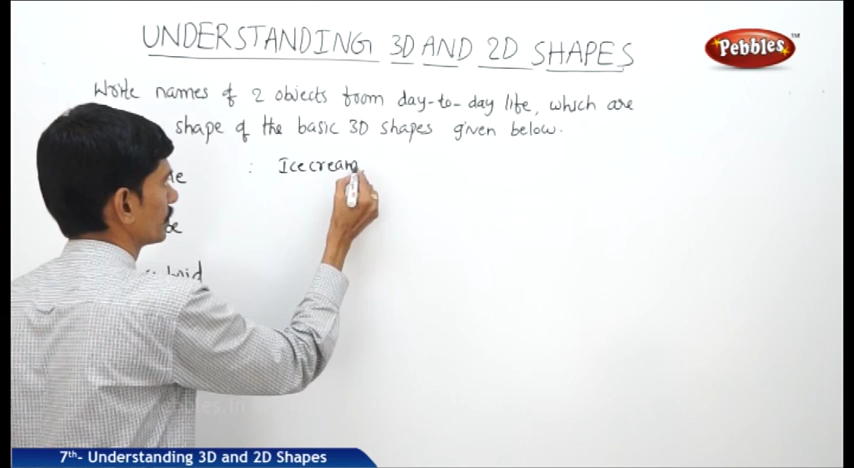 UNDERSTANDING 3D AND 2D SHAPES
Pebbles™
Write names of 2 objects from day-to-day life, which are
shape of the basic 3D shapes given below.
: Icecream
7th- Understanding 3D and 2D Shapes